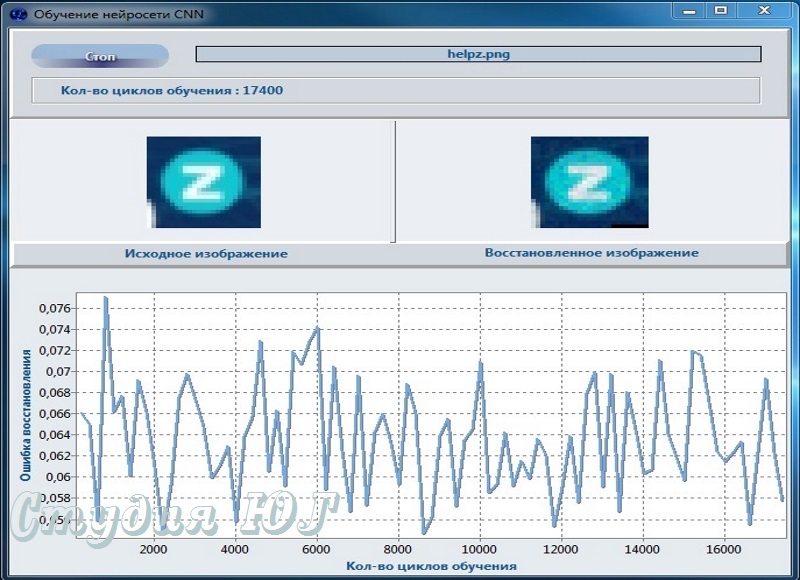 Обучение нейросети CNN
Стоп
helpz.png
Кол-во циклов обучения : 17400
Z
Z
Исходное изображение
Восстановленное изображение
Ошибка восстановления
0,076
0,074
0,072
0,07
0,068
0,066
0,064
0,062
0,06
0,058
0,056
Студия ЮГ
2000
4000
6000
8000
10000
12000
14000
16000
Кол-во циклов обучения